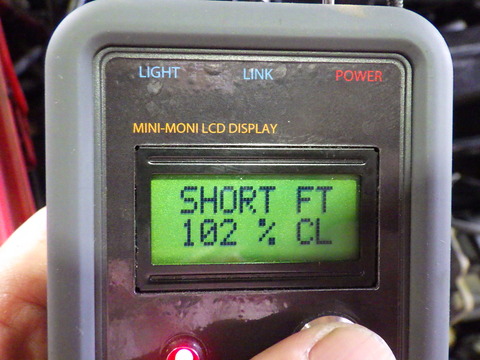 LIGHT LINK POWER
MINI-MONI LCD DISPLAY
SHORT FT
102 % CL